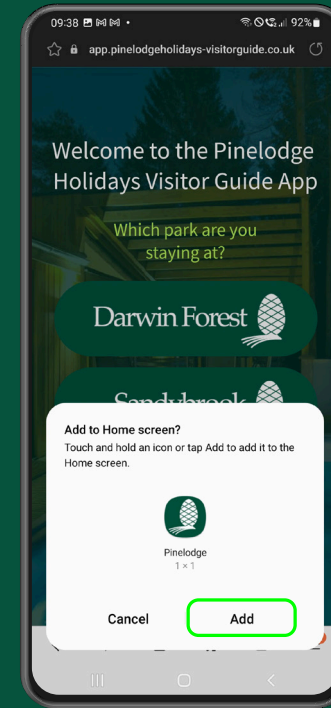 09:38
92%
app.pinelodgeholidays-visitorguide.co.uk
Welcome to the Pinelodge
Holidays Visitor Guide App
Which park are you
staying at?
Darwin Forest
Sandybrook
Add to Home screen?
Touch and hold an icon or tap Add to add it to the
Home screen.
Pinelodge
1 × 1
Cancel
Add